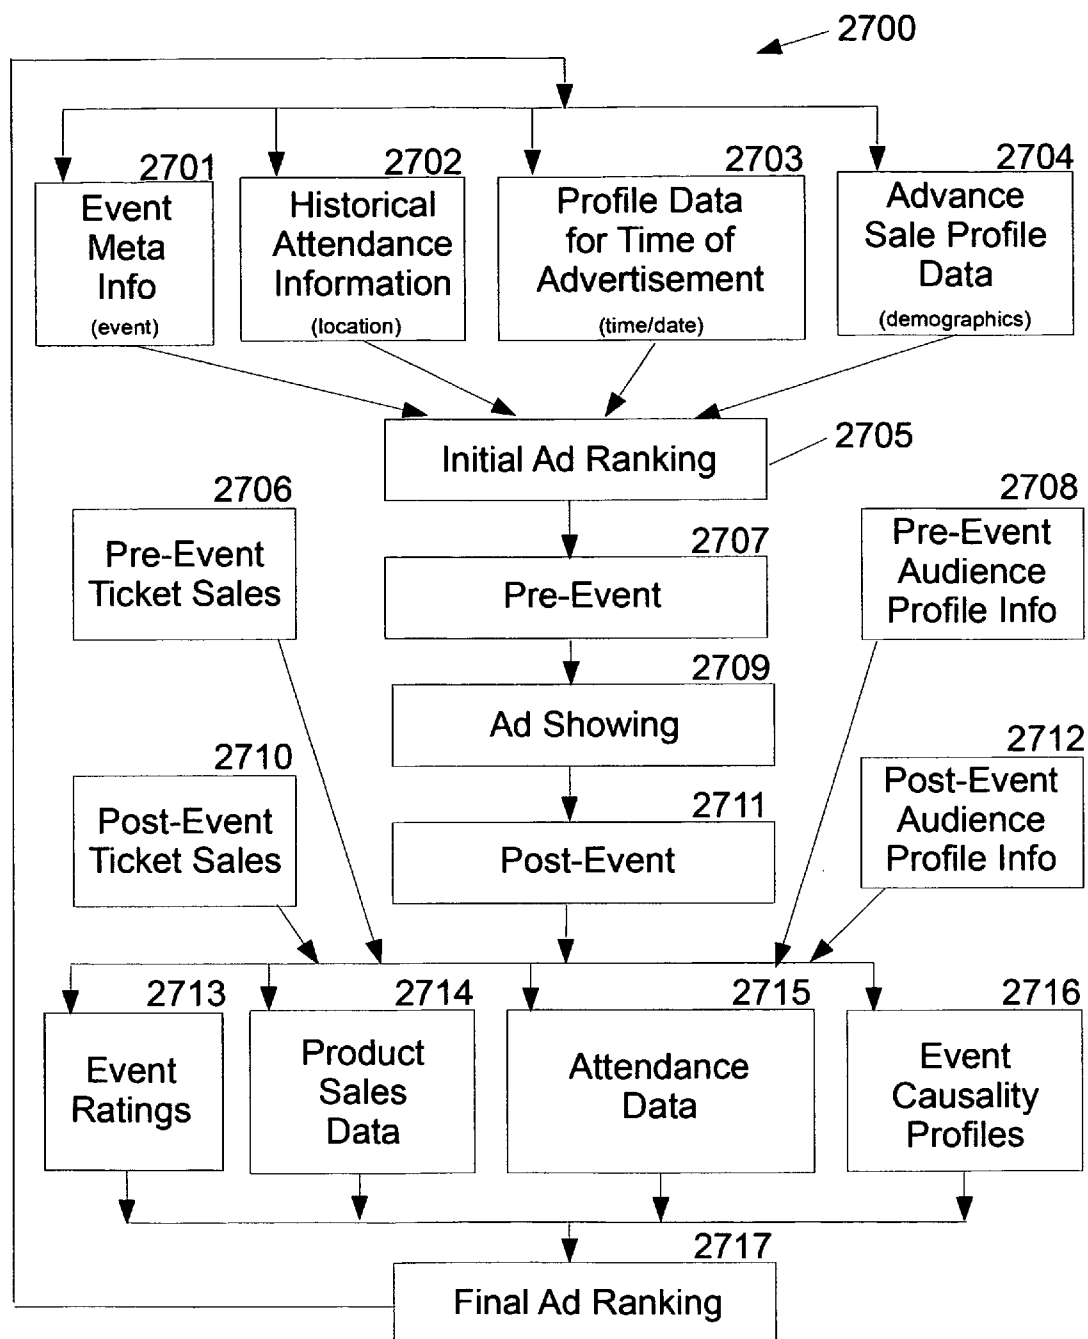 2700
2701
Event
Meta
Info
(event)
2702
Historical
Attendance
Information
(location)
2703
Profile Data
for Time of
Advertisement
(time/date)
2704
Advance
Sale Profile
Data
(demographics)
Initial Ad Ranking
2705
2706
Pre-Event
Ticket Sales
2707
Pre-Event
2708
Pre-Event
Audience
Profile Info
2709
Ad Showing
2710
Post-Event
Ticket Sales
2711
Post-Event
2712
Post-Event
Audience
Profile Info
2713
Event
Ratings
2714
Product
Sales
Data
2715
Attendance
Data
2716
Event
Causality
Profiles
2717
Final Ad Ranking